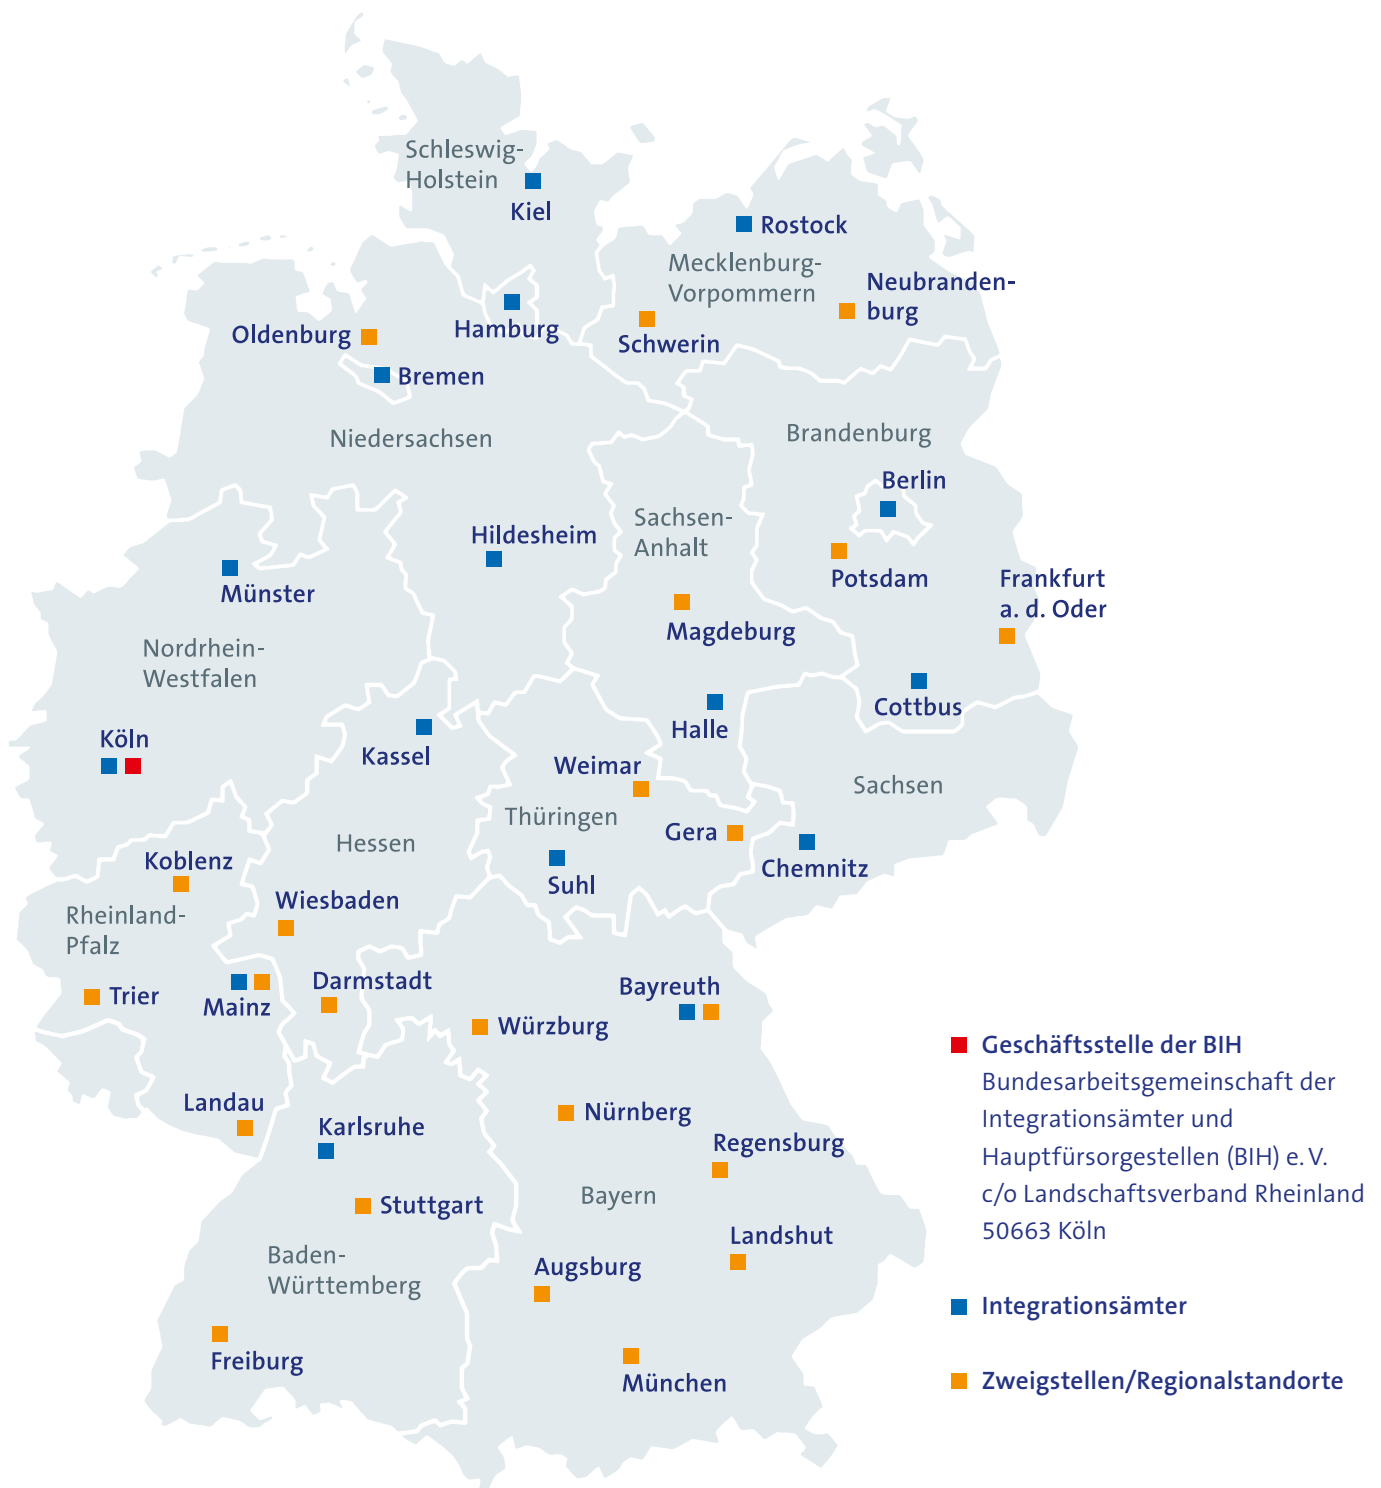 Schleswig-
Holstein
Kiel
Rostock
Mecklenburg-
Vorpommern
Neubranden-
burg
Hamburg
Schwerin
Oldenburg
Bremen
Niedersachsen
Brandenburg
Berlin
Hildesheim
Sachsen-
Anhalt
Potsdam
Frankfurt
a. d. Oder
Münster
Magdeburg
Nordrhein-
Westfalen
Cottbus
Halle
Köln
Kassel
Weimar
Sachsen
Thüringen
Gera
Hessen
Koblenz
Suhl
Chemnitz
Wiesbaden
Rheinland-
Pfalz
Darmstadt
Bayreuth
Trier
Mainz
Würzburg
Landau
Karlsruhe
Nürnberg
Regensburg
Stuttgart
Bayern
Landshut
Baden-
Württemberg
Augsburg
Freiburg
München
Geschäftsstelle der BIH
Bundesarbeitsgemeinschaft der
Integrationsämter und
Hauptfürsorgestellen (BIH) e. V.
c/o Landschaftsverband Rheinland
50663 Köln
Integrationsämter
Zweigstellen/Regionalstandorte